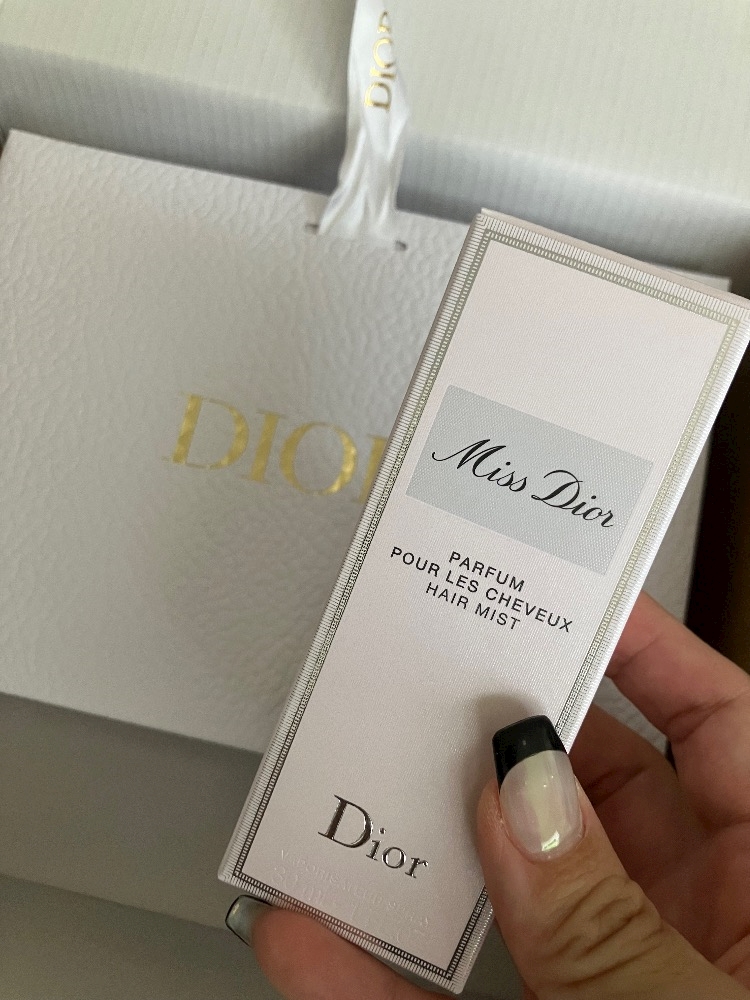 DIOR
DIOR
Miss Dior
PARFUM
POUR LES CHEVEUX
HAIR MIST
Dior